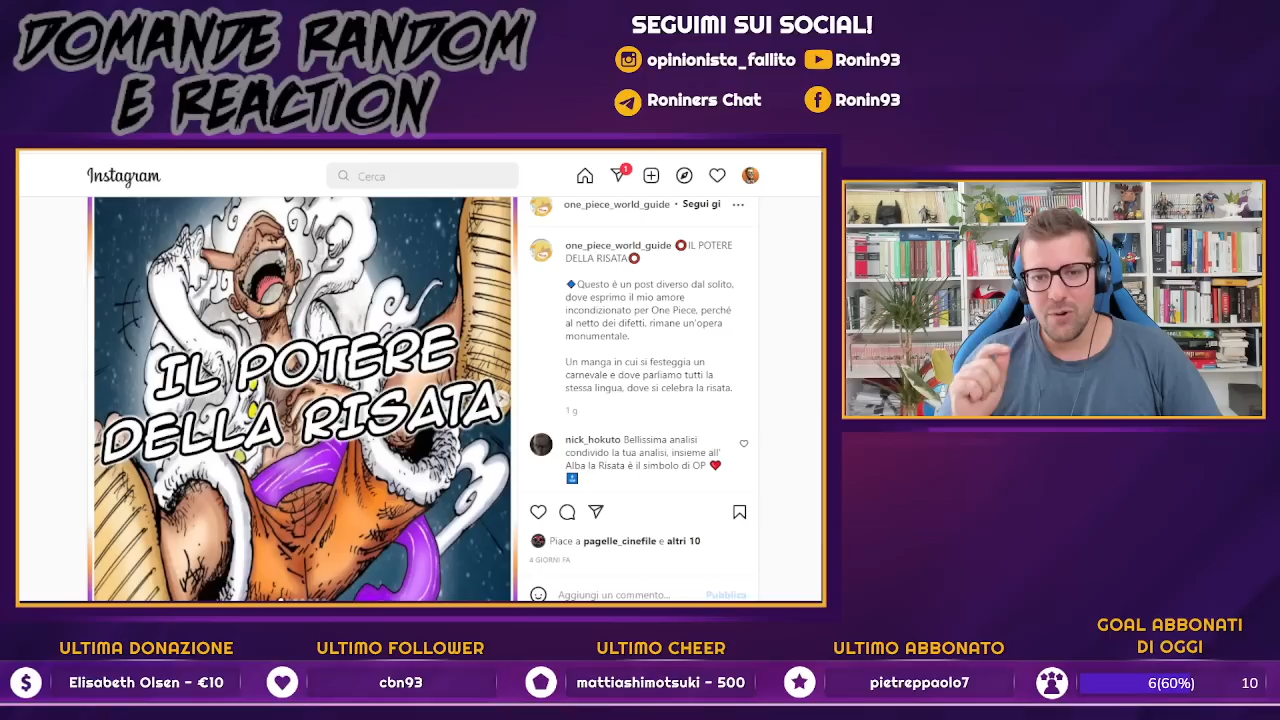 DOMANDE RANDOM
E REACTION
SEGUIMI SUI SOCIAL!
opinionista_fallito
Ronin93
Roniners Chat
Ronin93
Instagram
Cerca
1
one_piece_world_guide • Segui gi
one_piece_world_guide ⭕IL POTERE
DELLA RISATA⭕
🔷Questo è un post diverso dal solito,
dove esprimo il mio amore
incondizionato per One Piece, perché
al netto dei difetti, rimane un'opera
monumentale.
Un manga in cui si festeggia un
carnevale e dove parliamo tutti la
stessa lingua, dove si celebra la risata.
1 g
nick_hokuto Bellissima analisi
condivido la tua analisi, insieme all'
Alba la Risata è il simbolo di OP ❤️
Piace a pagelle_cinefile e altri 10
4 GIORNI FA
Aggiungi un commento...
Pubblica
IL POTERE
DELLA RISATA
ULTIMA DONAZIONE
Elisabeth Olsen - €10
ULTIMO FOLLOWER
cbn93
ULTIMO CHEER
mattiashimotsuki - 500
ULTIMO ABBONATO
pietreppaolo7
GOAL ABBONATI
DI OGGI
6(60%)
10